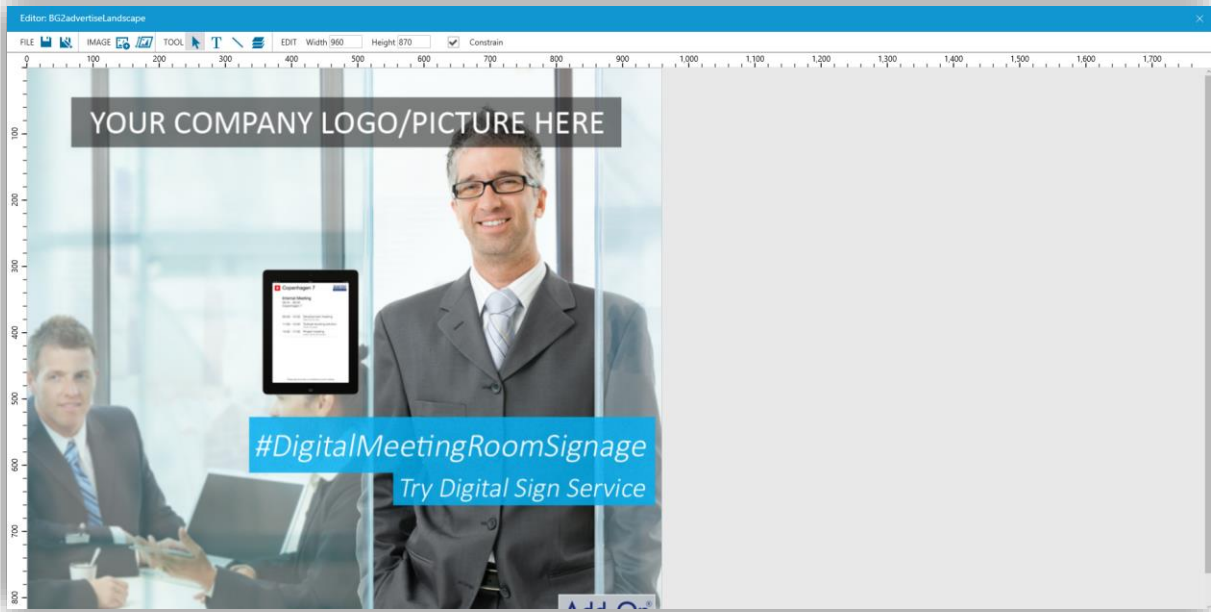 Editor: BG2advertiseLandscape
FILE IMAGE TOOL T EDIT Width 960 Height 870 Constrain
0 100 200 300 400 500 600 700 800 900 1,000 1,100 1,200 1,300 1,400 1,500 1,600 1,700
100
200
300
400
500
600
700
800
YOUR COMPANY LOGO/PICTURE HERE
Copenhagen 7
Internal Meeting
#DigitalMeetingRoomSignage
Try Digital Sign Service
Add-On®